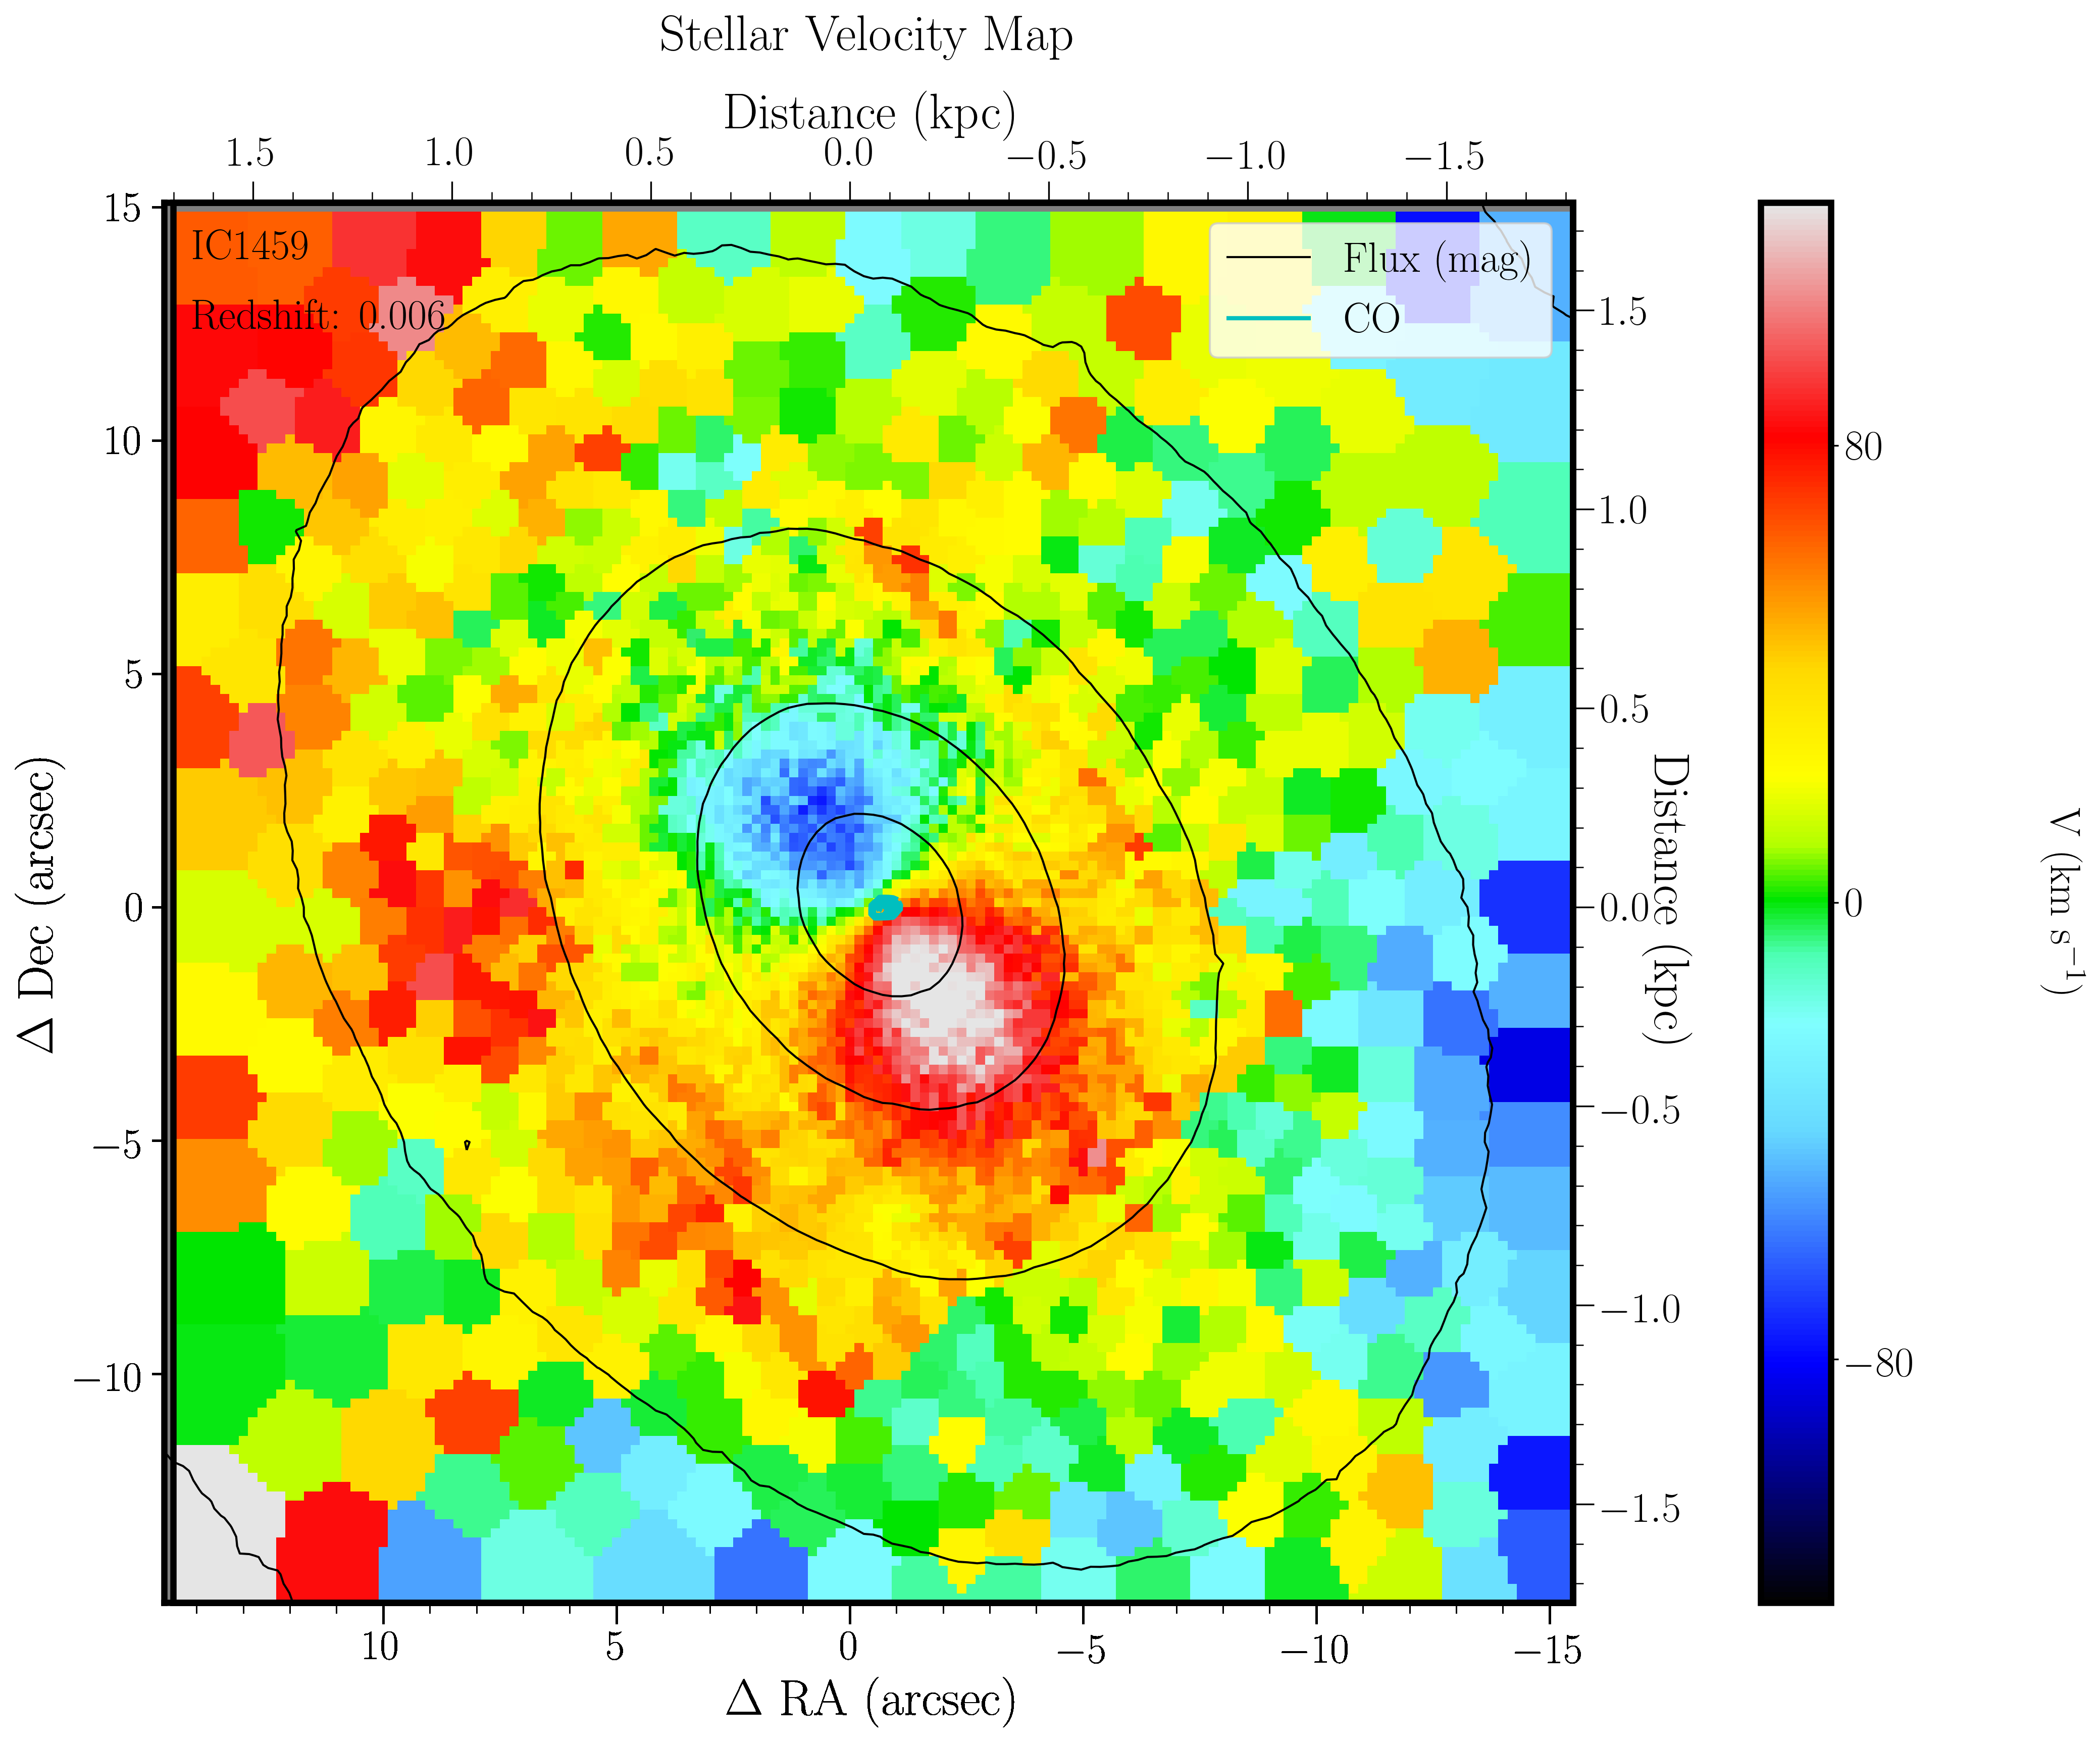 Stellar Velocity Map
Distance (kpc)
1.5 1.0 0.5 0.0 −0.5 −1.0 −1.5
IC1459
Redshift: 0.006
Flux (mag)
CO
15
10
5
0
−5
−10
Δ Dec (arcsec)
10 5 0 −5 −10 −15
Δ RA (arcsec)
1.5
1.0
0.5
0.0
−0.5
−1.0
−1.5
Distance (kpc)
80
0
−80
V (km s⁻¹)